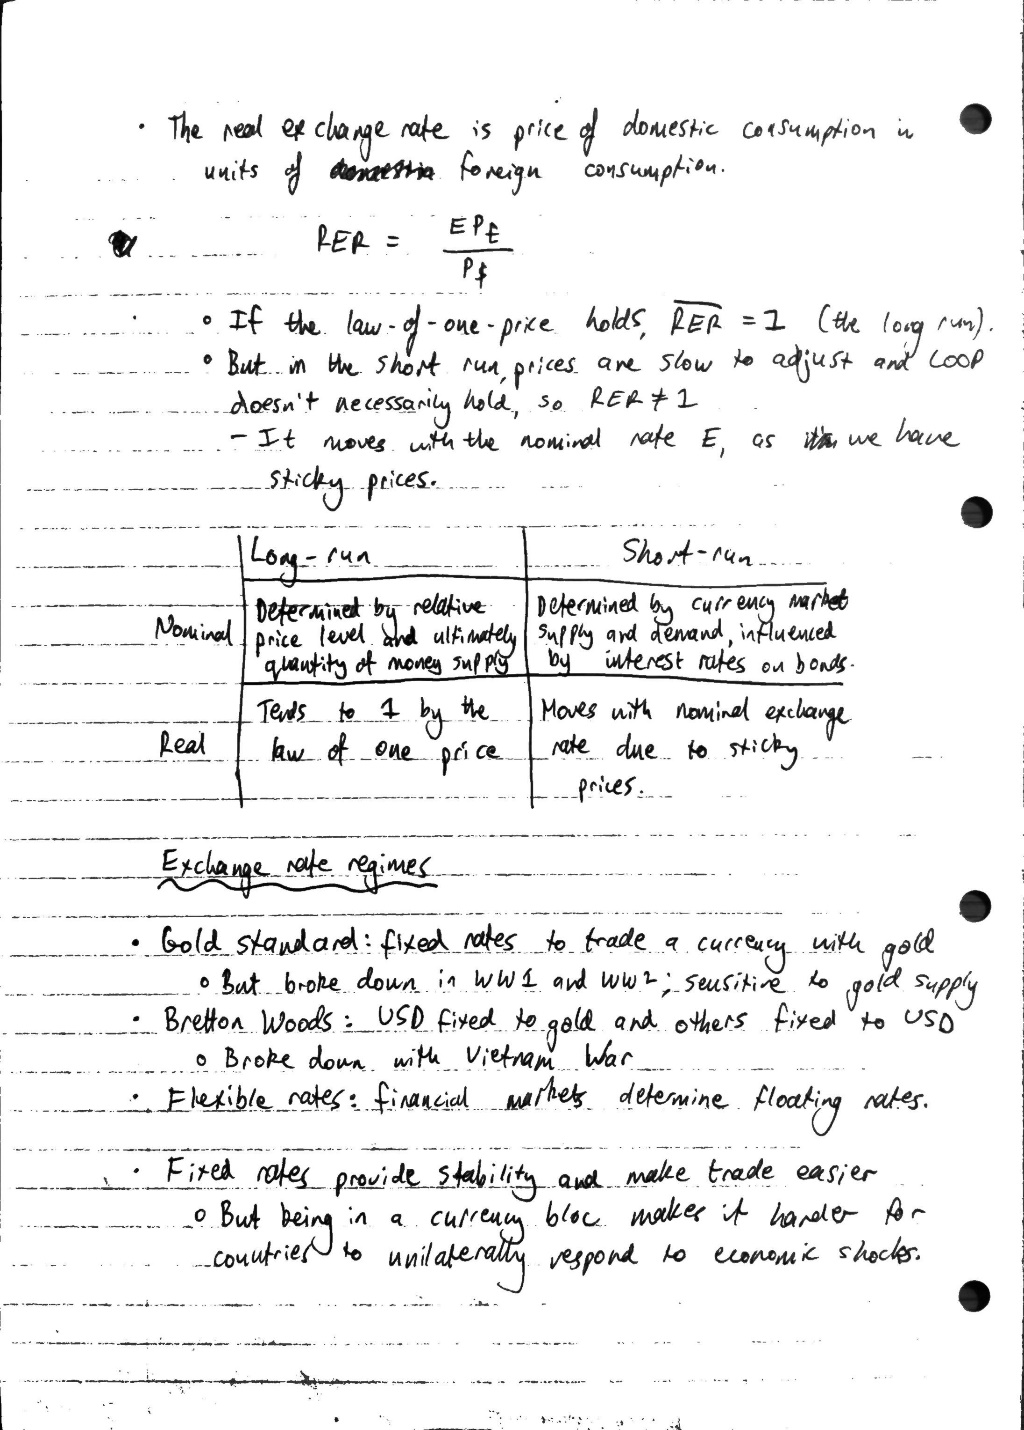 • The real exchange rate is price of domestic consumption in
units of foreign consumption.
RER = E P£ / P$
◦ If the law-of-one-price holds, R̅E̅R̅ = 1 (the long run).
◦ But in the short run, prices are slow to adjust and LOOP
doesn't necessarily hold, so RER ≠ 1
– It moves with the nominal rate E, as we have
sticky prices.
Long-run Short-run
Nominal
Determined by relative
price level and ultimately
quantity of money supply
Determined by currency market
supply and demand, influenced
by interest rates on bonds.
Real
Tends to 1 by the
law of one price
Moves with nominal exchange
rate due to sticky
prices.
Exchange rate regimes
• Gold standard: fixed rates to trade a currency with gold
◦ But broke down in WW1 and WW2; sensitive to gold supply
• Bretton Woods: USD fixed to gold and others fixed to USD
◦ Broke down with Vietnam War
• Flexible rates: financial markets determine floating rates.
• Fixed rates provide stability and make trade easier
◦ But being in a currency bloc makes it harder for
countries to unilaterally respond to economic shocks.